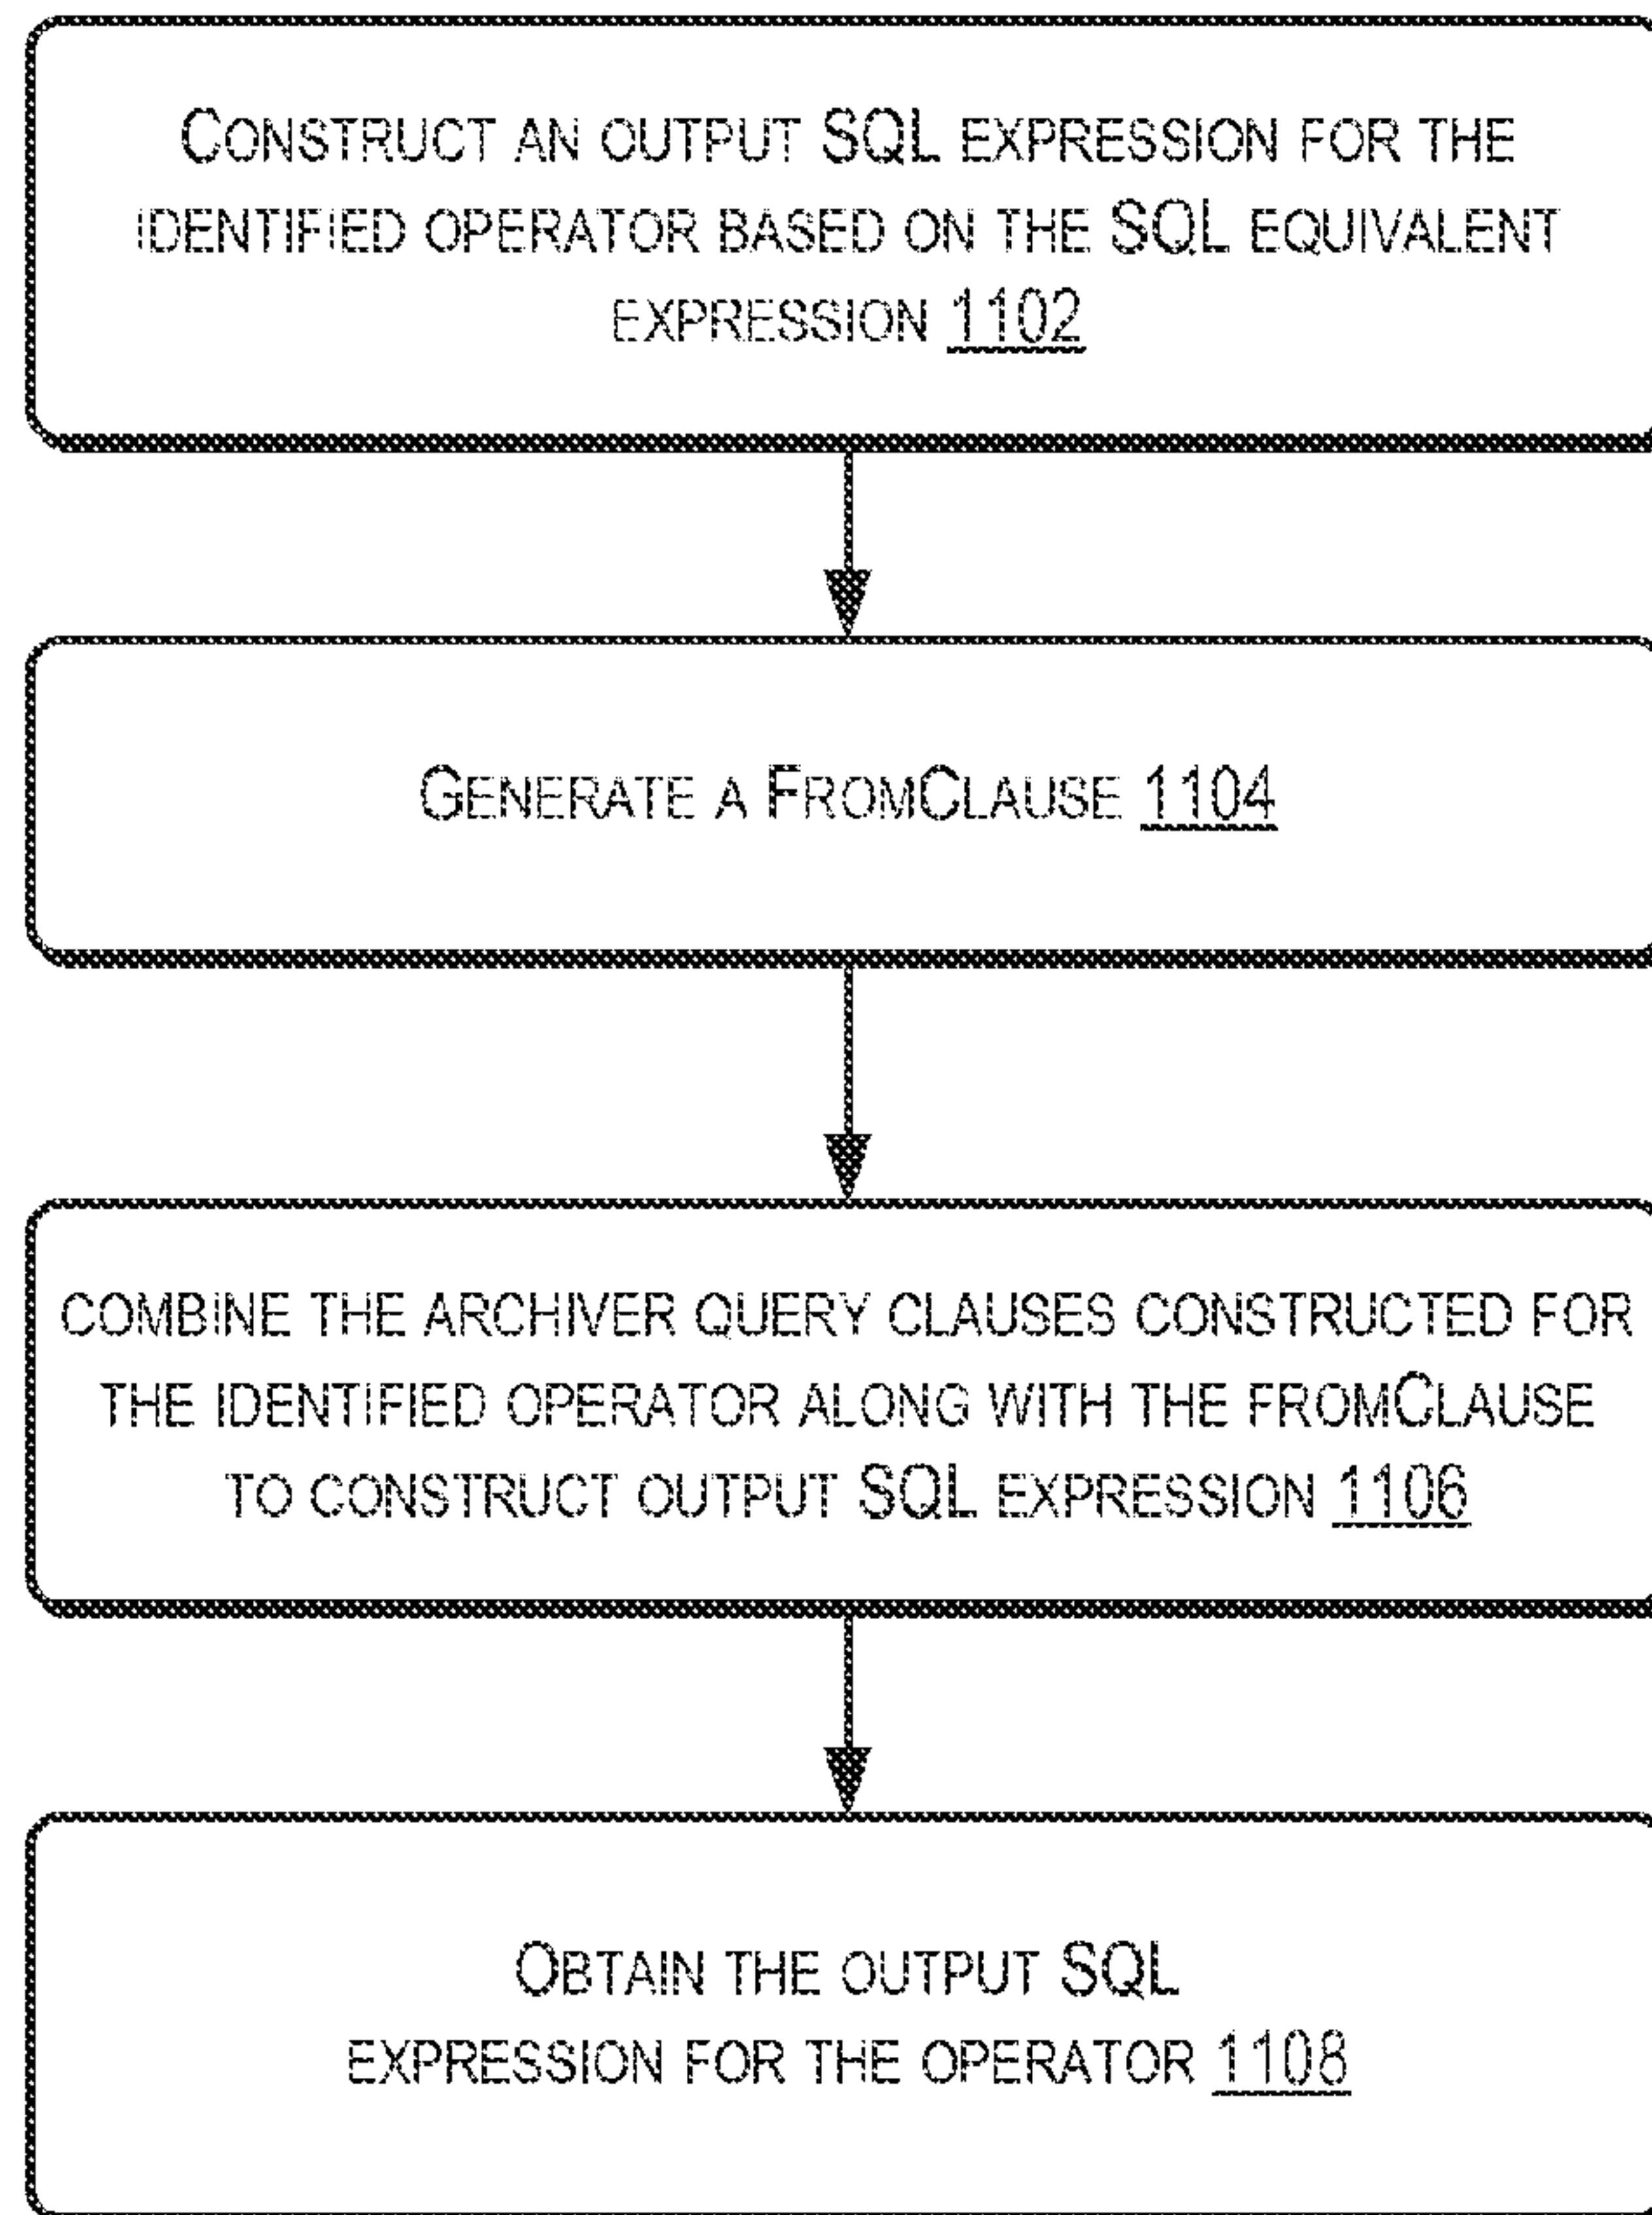 CONSTRUCT AN OUTPUT SQL EXPRESSION FOR THE
IDENTIFIED OPERATOR BASED ON THE SQL EQUIVALENT
EXPRESSION 1102
GENERATE A FROMCLAUSE 1104
COMBINE THE ARCHIVER QUERY CLAUSES CONSTRUCTED FOR
THE IDENTIFIED OPERATOR ALONG WITH THE FROMCLAUSE
TO CONSTRUCT OUTPUT SQL EXPRESSION 1106
OBTAIN THE OUTPUT SQL
EXPRESSION FOR THE OPERATOR 1108